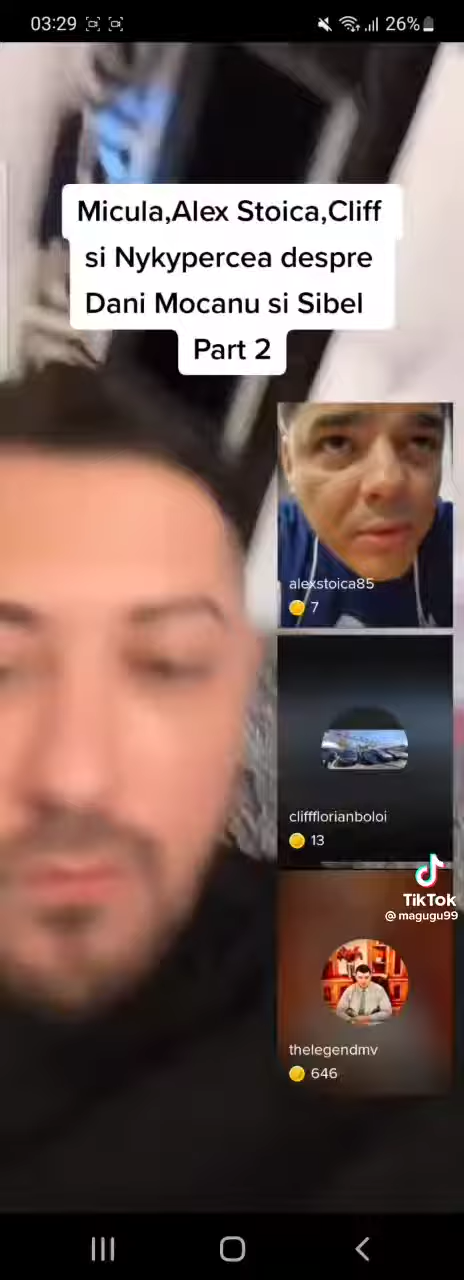 03:29
26%
Micula,Alex Stoica,Cliff
si Nykypercea despre
Dani Mocanu si Sibel
Part 2
alexstoica85
7
cliffflorianboloi
13
TikTok
@magugu99
thelegendmv
646